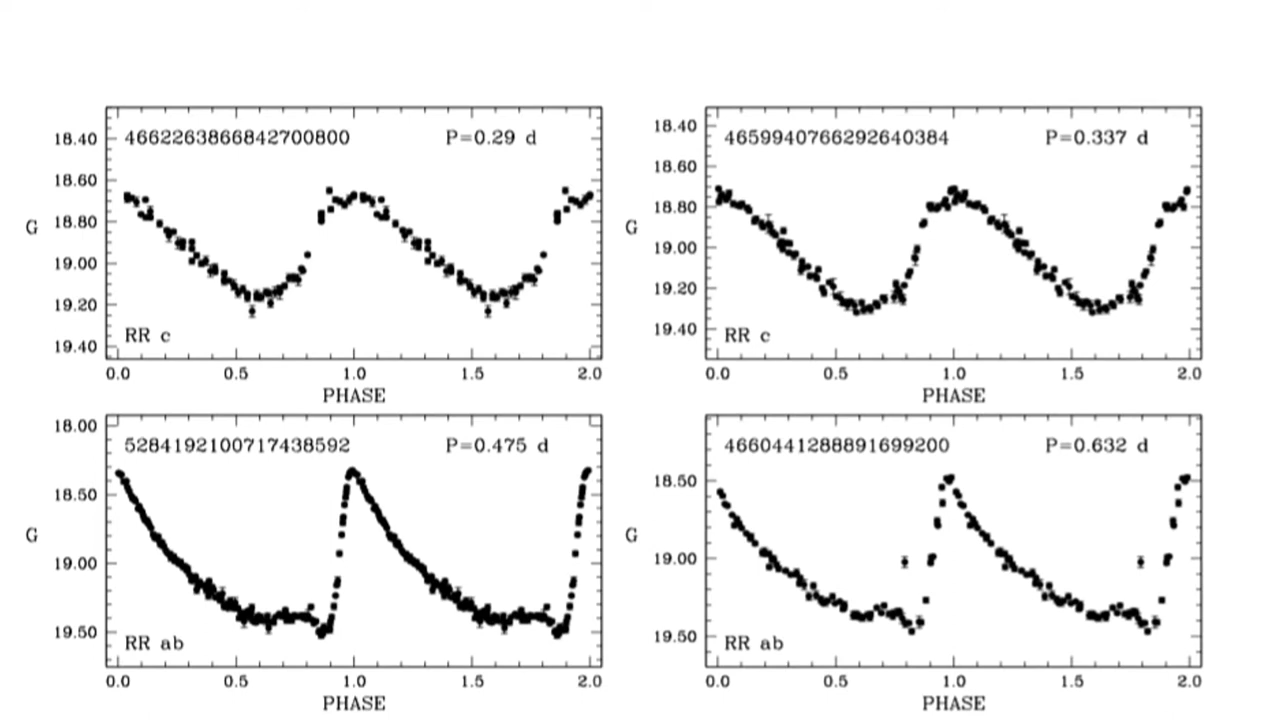 4662263866842700800 P=0.29 d
18.40
18.60
18.80
G
19.00
19.20
19.40
RR c
0.0 0.5 1.0 1.5 2.0
PHASE
4659940766292640384 P=0.337 d
18.40
18.60
18.80
G
19.00
19.20
19.40
RR c
0.0 0.5 1.0 1.5 2.0
PHASE
18.00
5284192100717438592 P=0.475 d
18.50
G
19.00
19.50
RR ab
0.0 0.5 1.0 1.5 2.0
PHASE
4660441288891699200 P=0.632 d
18.50
G
19.00
19.50
RR ab
0.0 0.5 1.0 1.5 2.0
PHASE